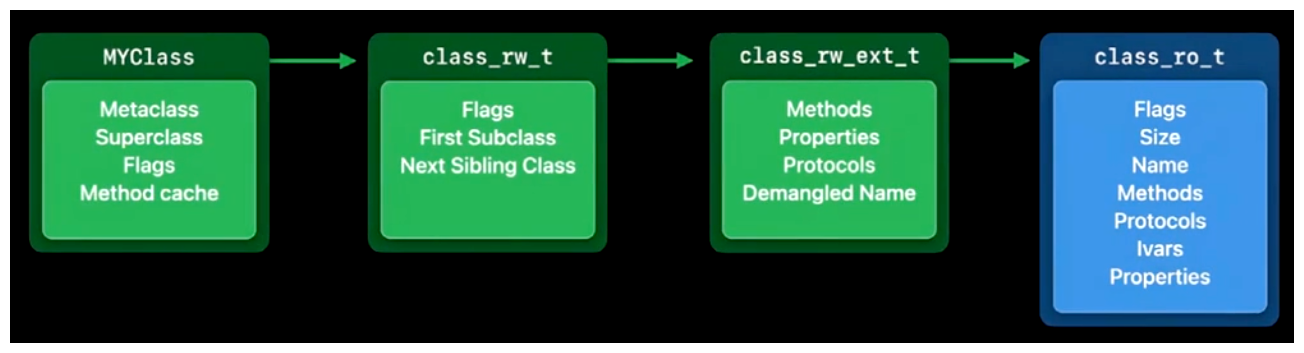 MYClass
Metaclass
Superclass
Flags
Method cache
class_rw_t
Flags
First Subclass
Next Sibling Class
class_rw_ext_t
Methods
Properties
Protocols
Demangled Name
class_ro_t
Flags
Size
Name
Methods
Protocols
Ivars
Properties